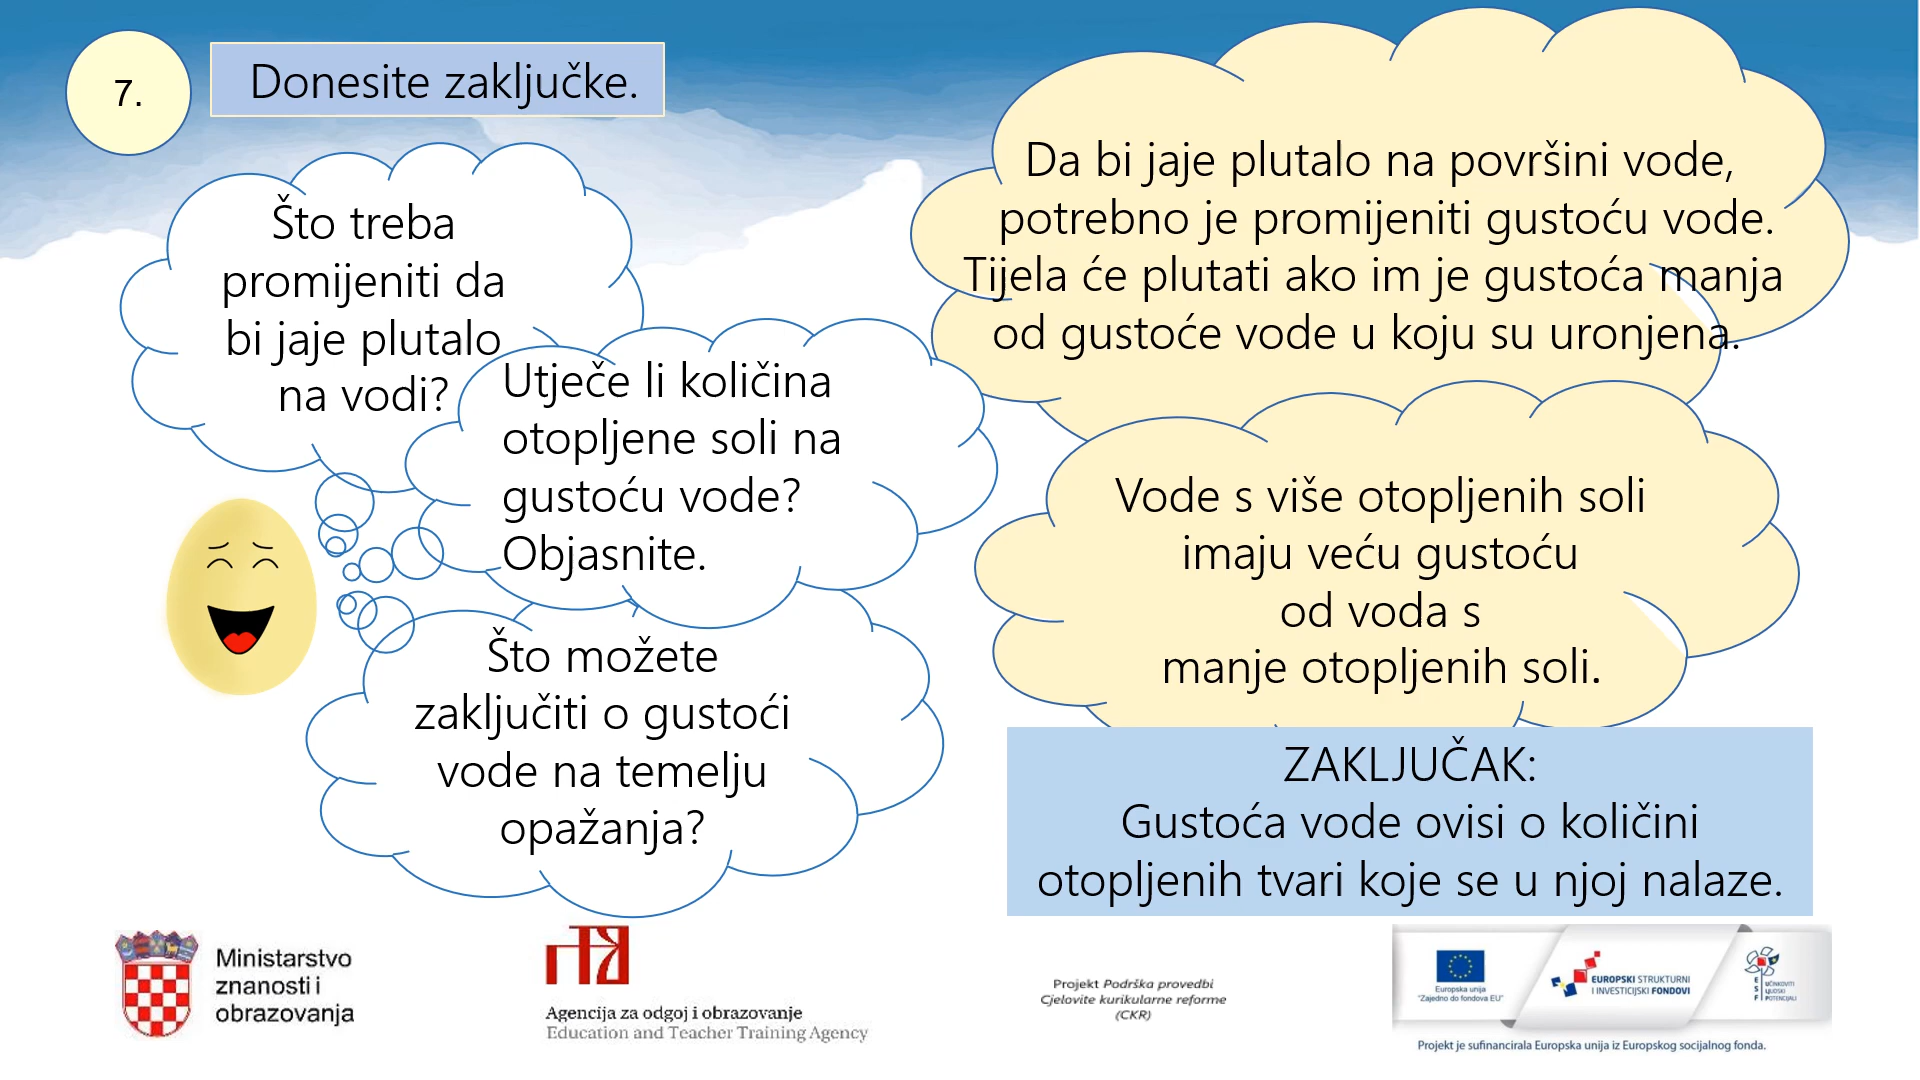 7.
Donesite zaključke.
Što treba
promijeniti da
bi jaje plutalo
na vodi?
Utječe li količina
otopljene soli na
gustoću vode?
Objasnite.
Što možete
zaključiti o gustoći
vode na temelju
opažanja?
Da bi jaje plutalo na površini vode,
potrebno je promijeniti gustoću vode.
Tijela će plutati ako im je gustoća manja
od gustoće vode u koju su uronjena.
Vode s više otopljenih soli
imaju veću gustoću
od voda s
manje otopljenih soli.
ZAKLJUČAK:
Gustoća vode ovisi o količini
otopljenih tvari koje se u njoj nalaze.
Ministarstvo
znanosti i
obrazovanja
Agencija za odgoj i obrazovanje
Education and Teacher Training Agency
Projekt Podrška provedbi
Cjelovite kurikularne reforme
(CKR)
Europska unija
"Zajedno do fondova EU"
EUROPSKI STRUKTURNI
I INVESTICIJSKI FONDOVI
ESF
UČINKOVITI
LJUDSKI
POTENCIJALI
Projekt je sufinancirala Europska unija iz Europskog socijalnog fonda.